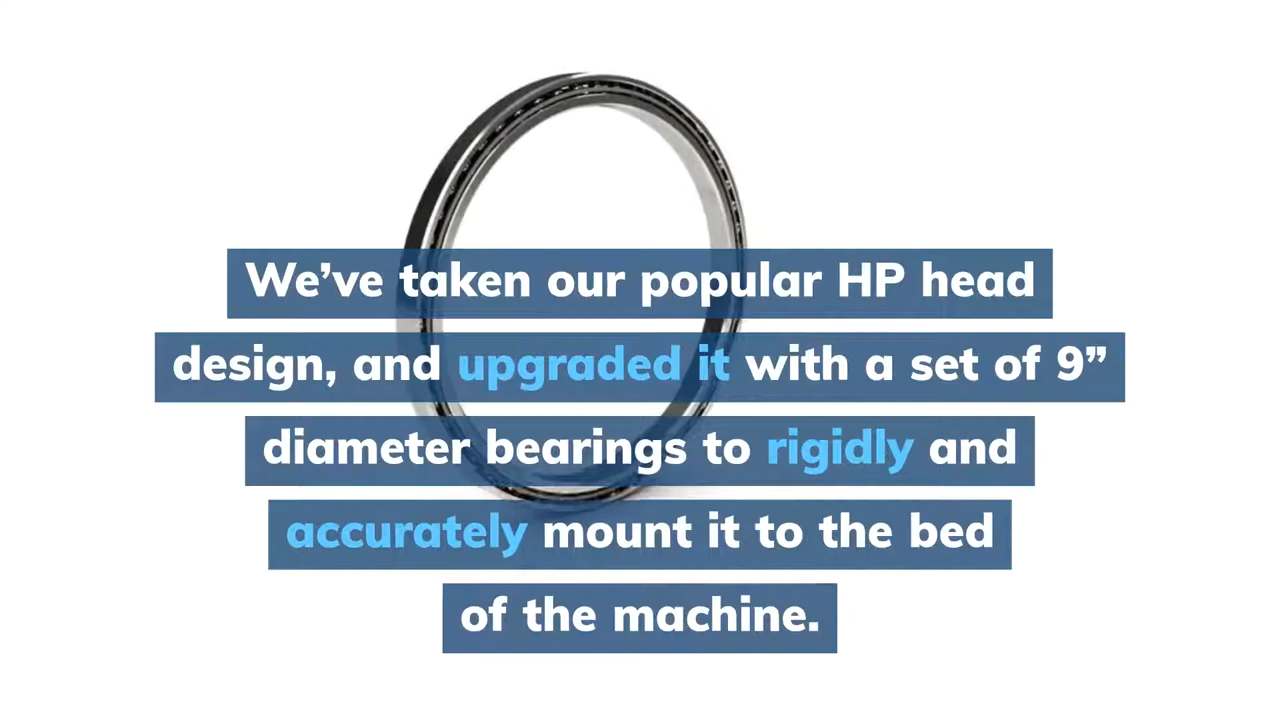 We’ve taken our popular HP head
design, and upgraded it with a set of 9”
diameter bearings to rigidly and
accurately mount it to the bed
of the machine.